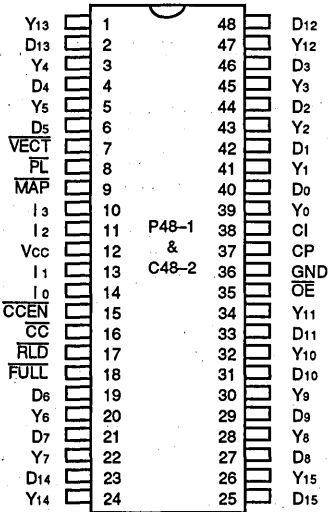 Y13 1 48 D12
D13 2 47 Y12
Y4 3 46 D3
D4 4 45 Y3
Y5 5 44 D2
D5 6 43 Y2
VECT 7 42 D1
PL 8 41 Y1
MAP 9 40 D0
I3 10 39 Y0
I2 11 P48-1 38 CI
VCC 12 & 37 CP
I1 13 C48-2 36 GND
I0 14 35 OE
CCEN 15 34 Y11
CC 16 33 D11
RLD 17 32 Y10
FULL 18 31 D10
D6 19 30 Y9
Y6 20 29 D9
D7 21 28 Y8
Y7 22 27 D8
D14 23 26 Y15
Y14 24 25 D15